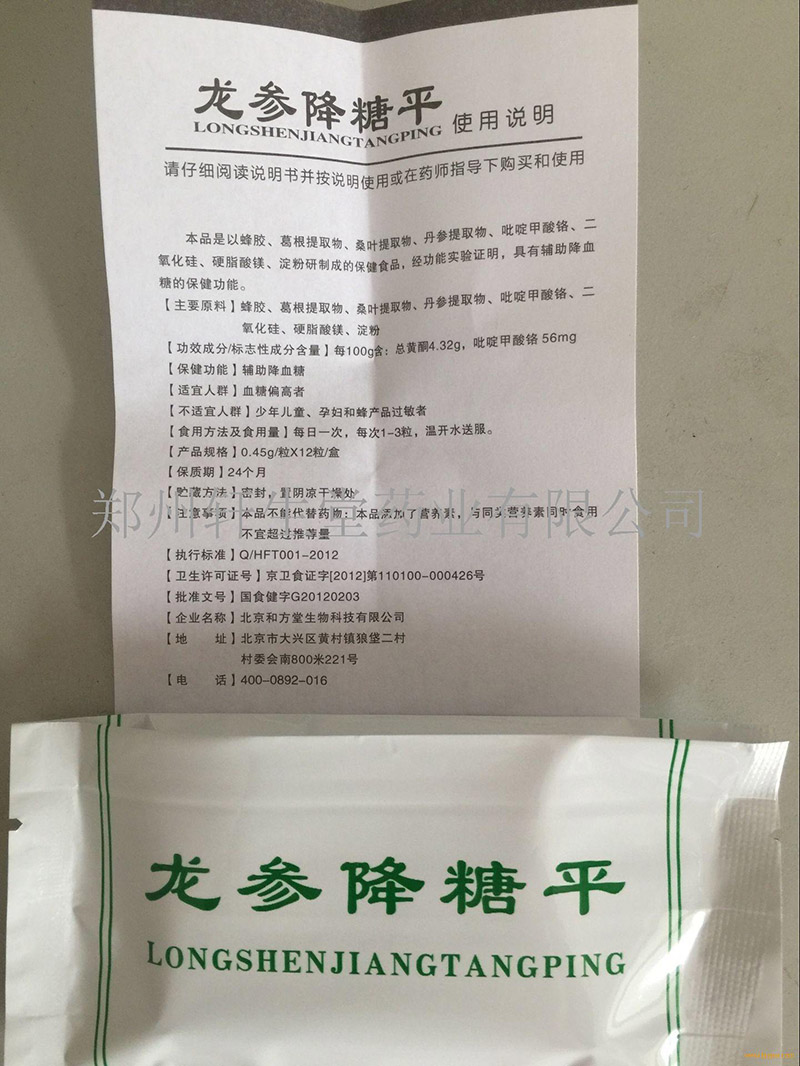 龙参降糖平 使用说明
LONGSHENJIANGTANGPING
请仔细阅读说明书并按说明使用或在药师指导下购买和使用
本品是以蜂胶、葛根提取物、桑叶提取物、丹参提取物、吡啶甲酸铬、二
氧化硅、硬脂酸镁、淀粉研制成的保健食品，经功能实验证明，具有辅助降血
糖的保健功能。
【主要原料】蜂胶、葛根提取物、桑叶提取物、丹参提取物、吡啶甲酸铬、二
氧化硅、硬脂酸镁、淀粉
【功效成分/标志性成分含量】每100g含：总黄酮4.32g，吡啶甲酸铬 56mg
【保健功能】辅助降血糖
【适宜人群】血糖偏高者
【不适宜人群】少年儿童、孕妇和蜂产品过敏者
【食用方法及食用量】每日一次，每次1-3粒，温开水送服。
【产品规格】0.45g/粒X12粒/盒
【保质期】24个月
【贮藏方法】密封，置阴凉干燥处
郑州轩生堂药业有限公司
【注意事项】本品不能代替药物；本品添加了营养素，与同类营养素同时食用
不宜超过推荐量
【执行标准】Q/HFT001-2012
【卫生许可证号】京卫食证字[2012]第110100-000426号
【批准文号】国食健字G20120203
【企业名称】北京和方堂生物科技有限公司
【地 址】北京市大兴区黄村镇狼垡二村
村委会南800米221号
【电 话】400-0892-016
龙参降糖平
LONGSHENJIANGTANGPING